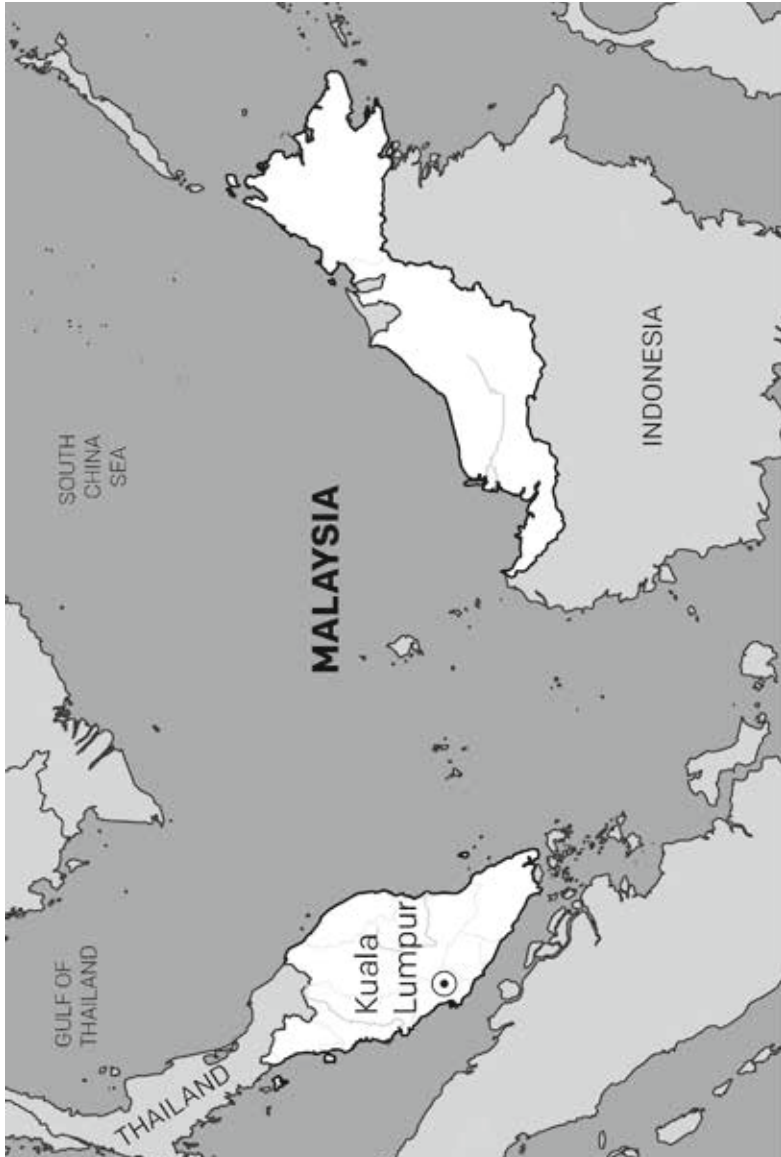 GULF OF
THAILAND
SOUTH
CHINA
SEA
THAILAND
MALAYSIA
Kuala
Lumpur
INDONESIA